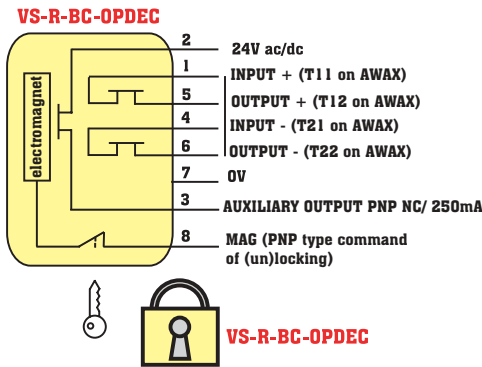 VS-R-BC-OPDEC
2 24V ac/dc
1 INPUT + (T11 on AWAX)
5 OUTPUT + (T12 on AWAX)
4 INPUT - (T21 on AWAX)
6 OUTPUT - (T22 on AWAX)
7 0V
3 AUXILIARY OUTPUT PNP NC/ 250mA
8 MAG (PNP type command
of (un)locking)
electromagnet
VS-R-BC-OPDEC